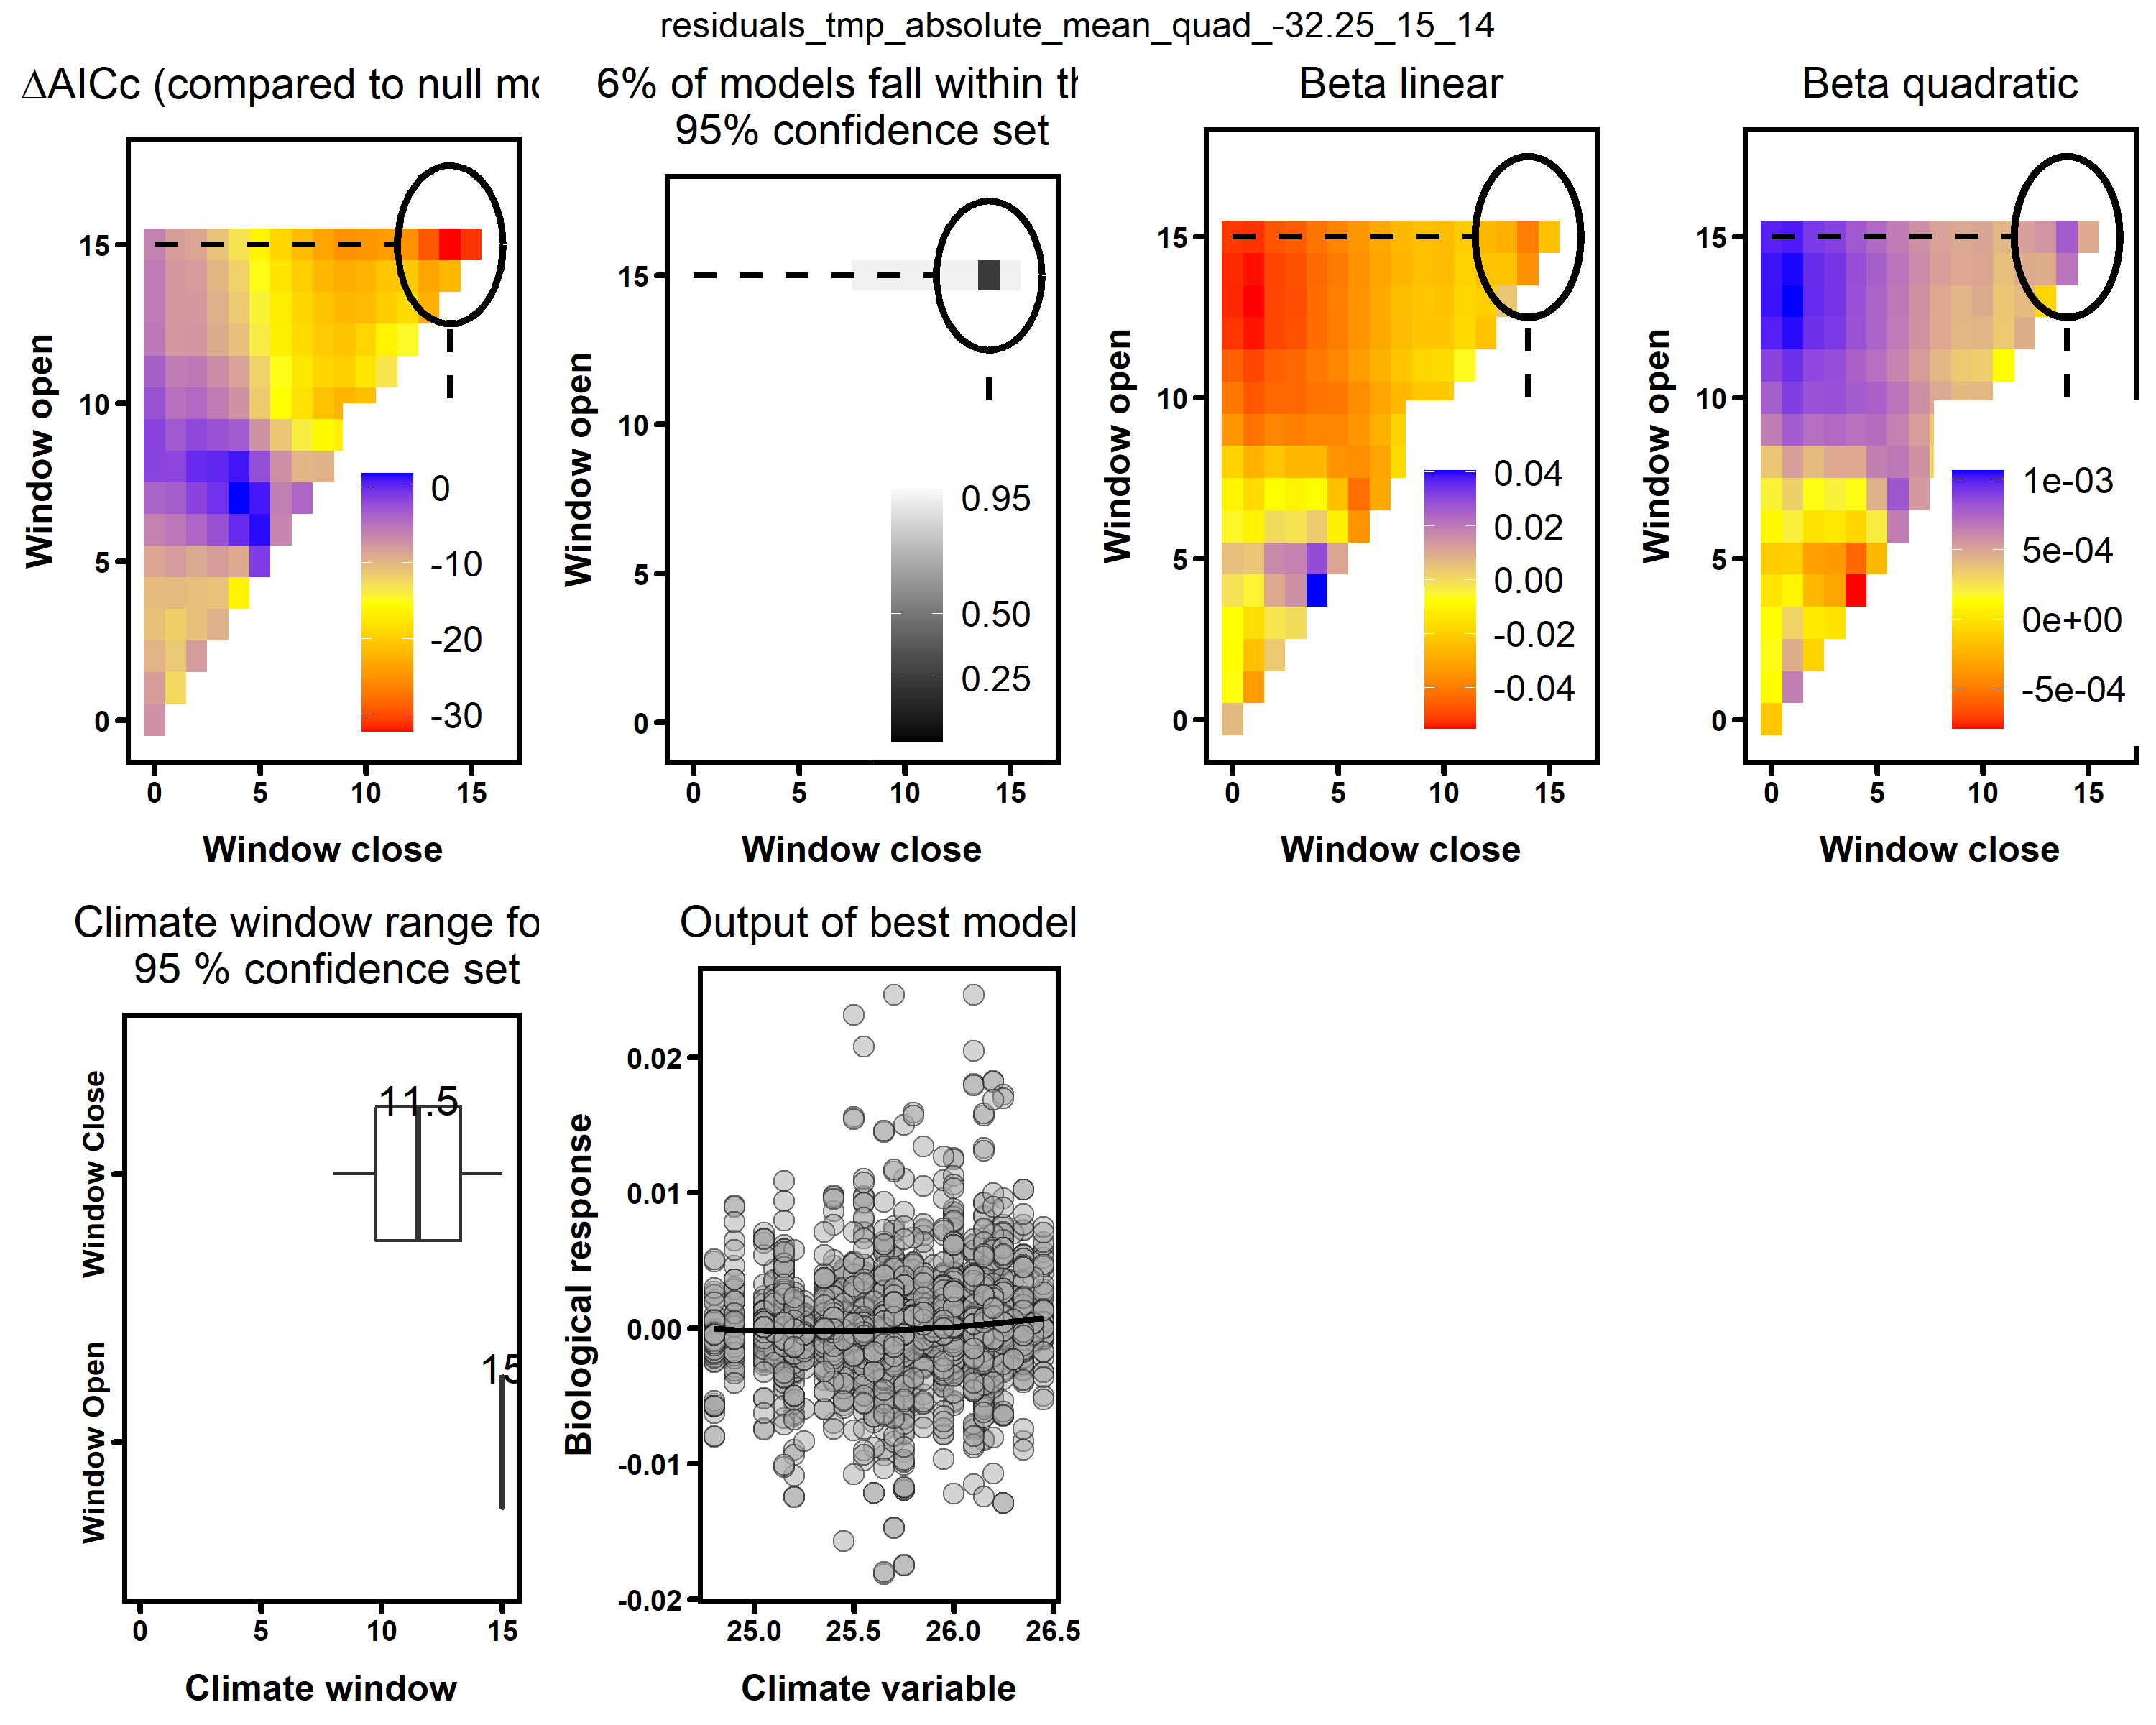 residuals_tmp_absolute_mean_quad_-32.25_15_14
ΔAICc (compared to null mo
Window open
15
10
5
0
0
-10
-20
-30
0 5 10 15
Window close
6% of models fall within th
95% confidence set
Window open
15
10
5
0
0.95
0.50
0.25
0 5 10 15
Window close
Beta linear
Window open
15
10
5
0
0.04
0.02
0.00
-0.02
-0.04
0 5 10 15
Window close
Beta quadratic
Window open
15
10
5
0
1e-03
5e-04
0e+00
-5e-04
0 5 10 15
Window close
Climate window range fo
95 % confidence set
Window Close
Window Open
11.5
15
0 5 10 15
Climate window
Output of best model
Biological response
0.02
0.01
0.00
-0.01
-0.02
25.0 25.5 26.0 26.5
Climate variable